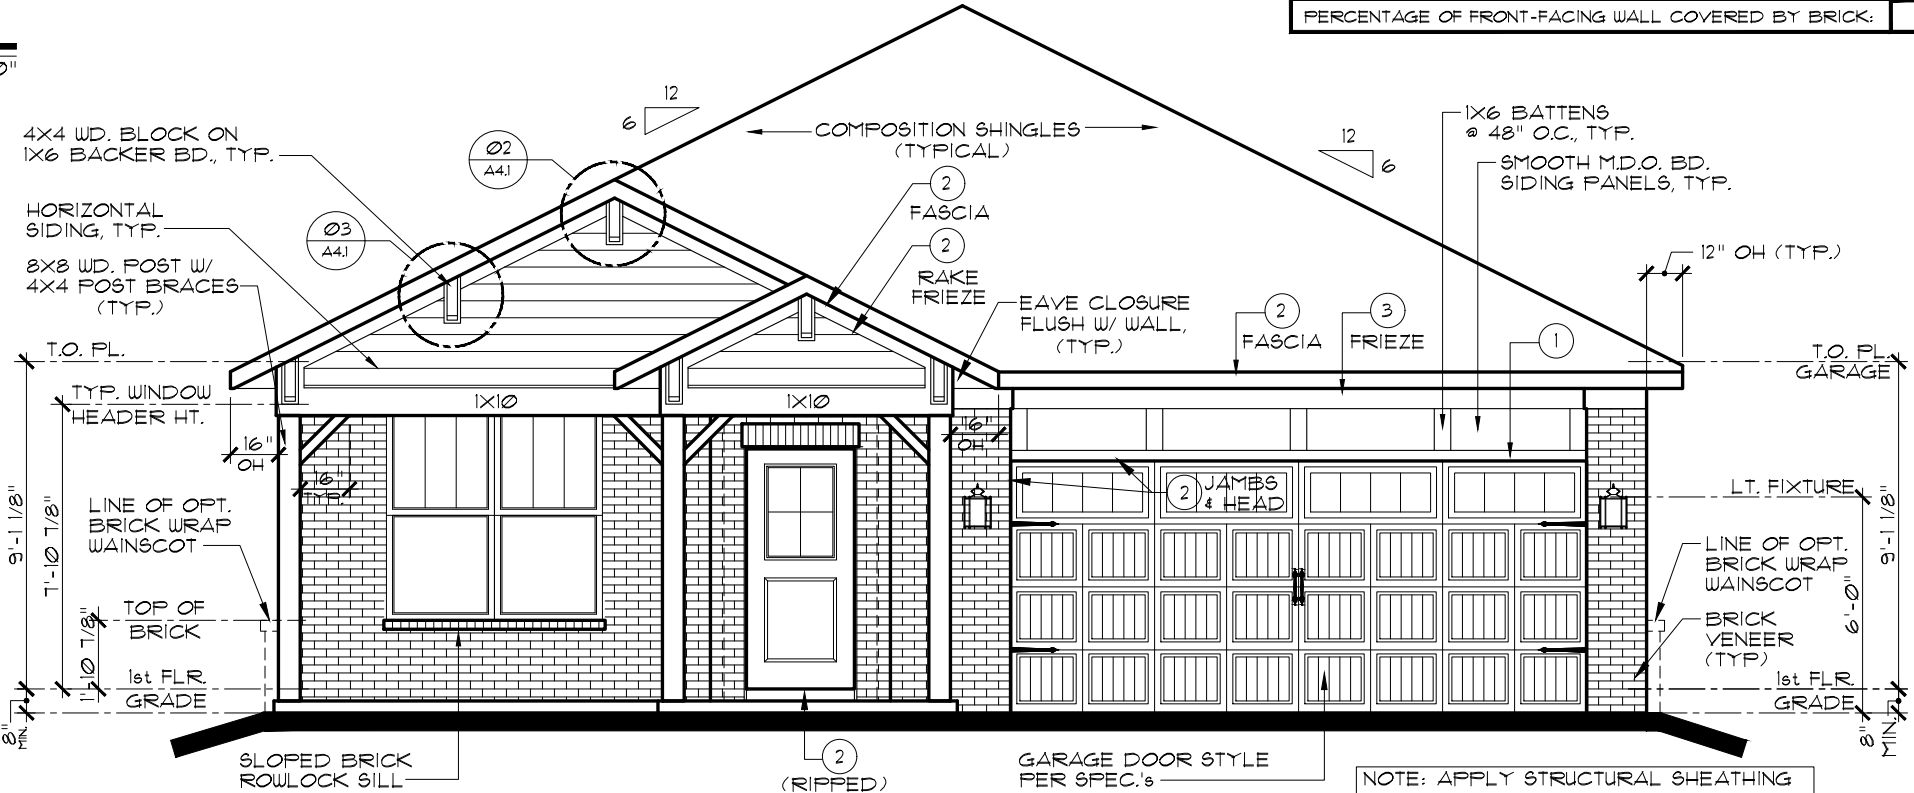 PERCENTAGE OF FRONT-FACING WALL COVERED BY BRICK:
0"
12
6
4X4 WD. BLOCK ON
1X6 BACKER BD., TYP.
Ø2
A4.1
COMPOSITION SHINGLES
(TYPICAL)
12
6
1X6 BATTENS
@ 48" O.C., TYP.
SMOOTH M.D.O. BD.
SIDING PANELS, TYP.
2
FASCIA
HORIZONTAL
SIDING, TYP.
Ø3
A4.1
2
RAKE
FRIEZE
12" OH (TYP.)
8X8 WD. POST W/
4X4 POST BRACES
(TYP.)
EAVE CLOSURE
FLUSH W/ WALL,
(TYP.)
2
FASCIA
3
FRIEZE
1
T.O. PL.
T.O. PL.
GARAGE
TYP. WINDOW
HEADER HT.
1X10
1X10
16"
OH
16"
OH
16"
TYP.
9'-1 1/8"
7'-10 7/8"
LINE OF OPT.
BRICK WRAP
WAINSCOT
2
JAMBS
& HEAD
LT. FIXTURE
9'-1 1/8"
6'-0"
LINE OF OPT.
BRICK WRAP
WAINSCOT
TOP OF
BRICK
1'-10 7/8"
BRICK
VENEER
(TYP)
1st FLR.
GRADE
1st FLR.
GRADE
8"
MIN.
8"
MIN.
SLOPED BRICK
ROWLOCK SILL
2
(RIPPED)
GARAGE DOOR STYLE
PER SPEC.'s
NOTE: APPLY STRUCTURAL SHEATHING